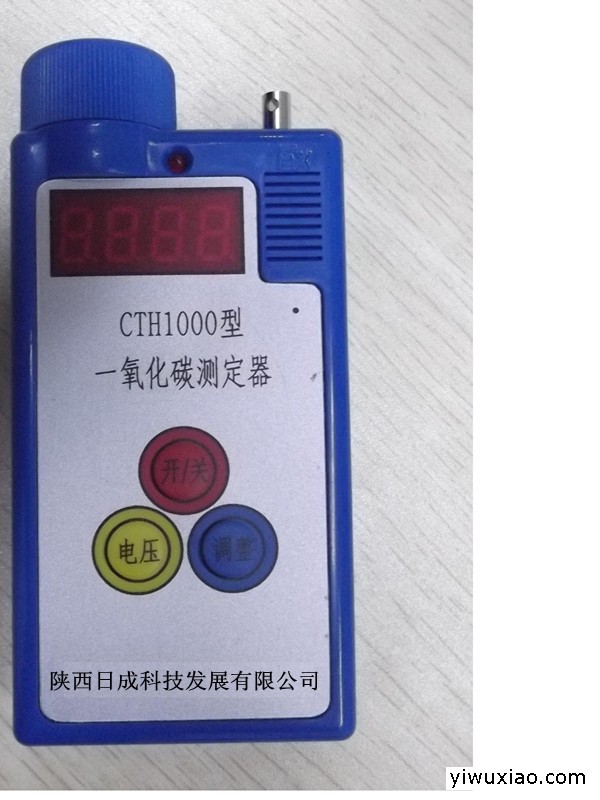 CTH1000型
一氧化碳测定器
开/关
电压
调整
陕西日成科技发展有限公司
yiwuxiao.com